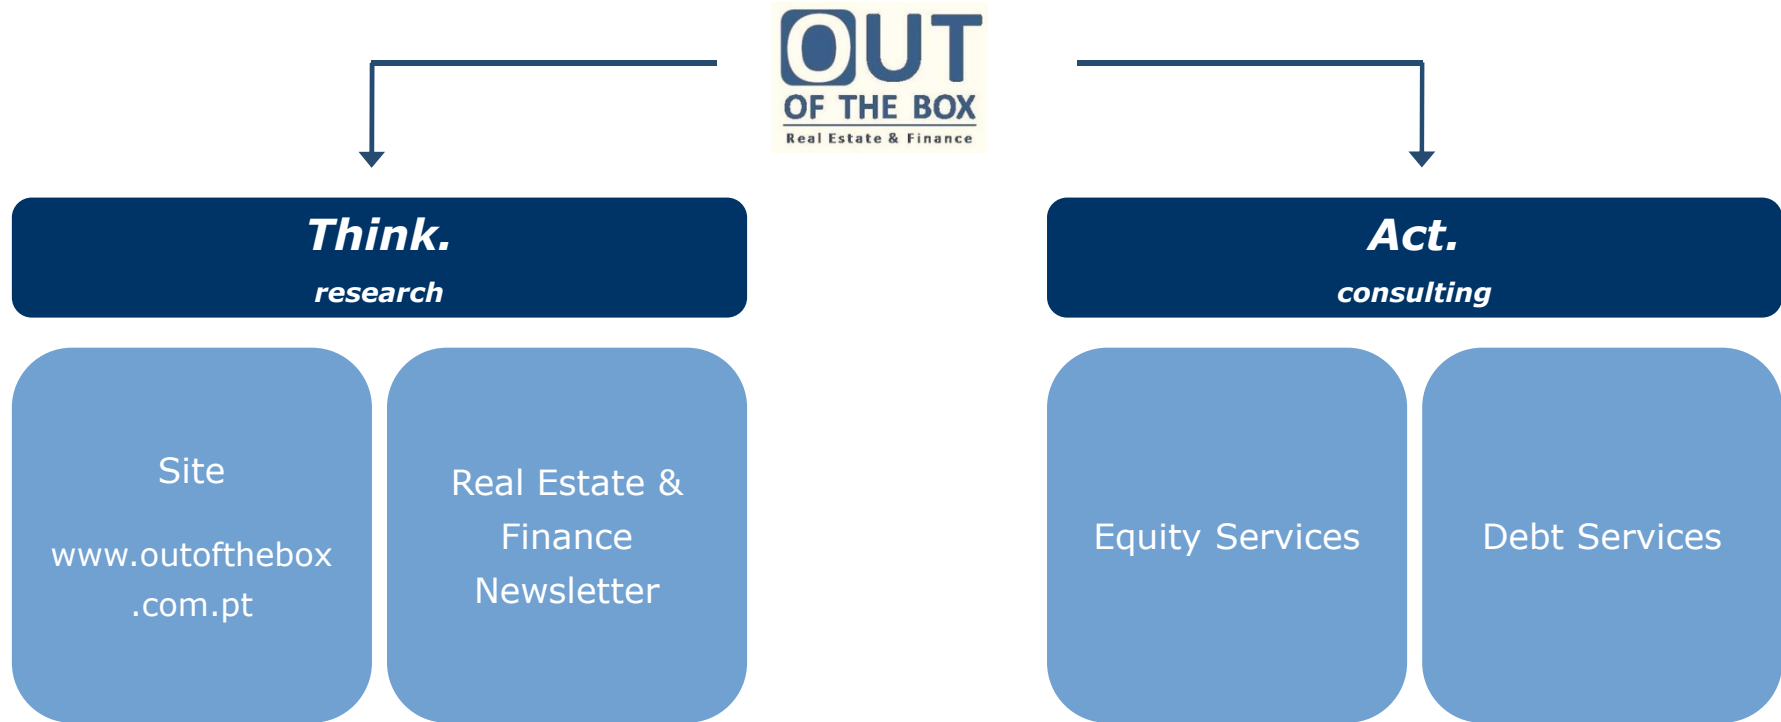 OUT
OF THE BOX
Real Estate & Finance
Think.
research
Act.
consulting
Site
www.outofthebox
.com.pt
Real Estate &
Finance
Newsletter
Equity Services
Debt Services